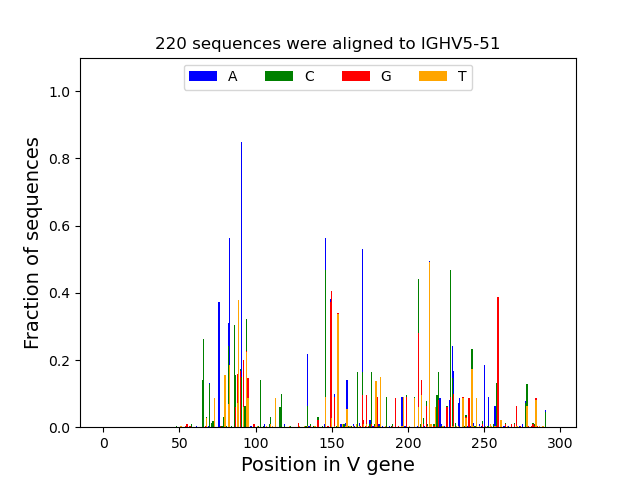 220 sequences were aligned to IGHV5-51
A C G T
1.0
0.8
0.6
0.4
0.2
0.0
Fraction of sequences
0 50 100 150 200 250 300
Position in V gene